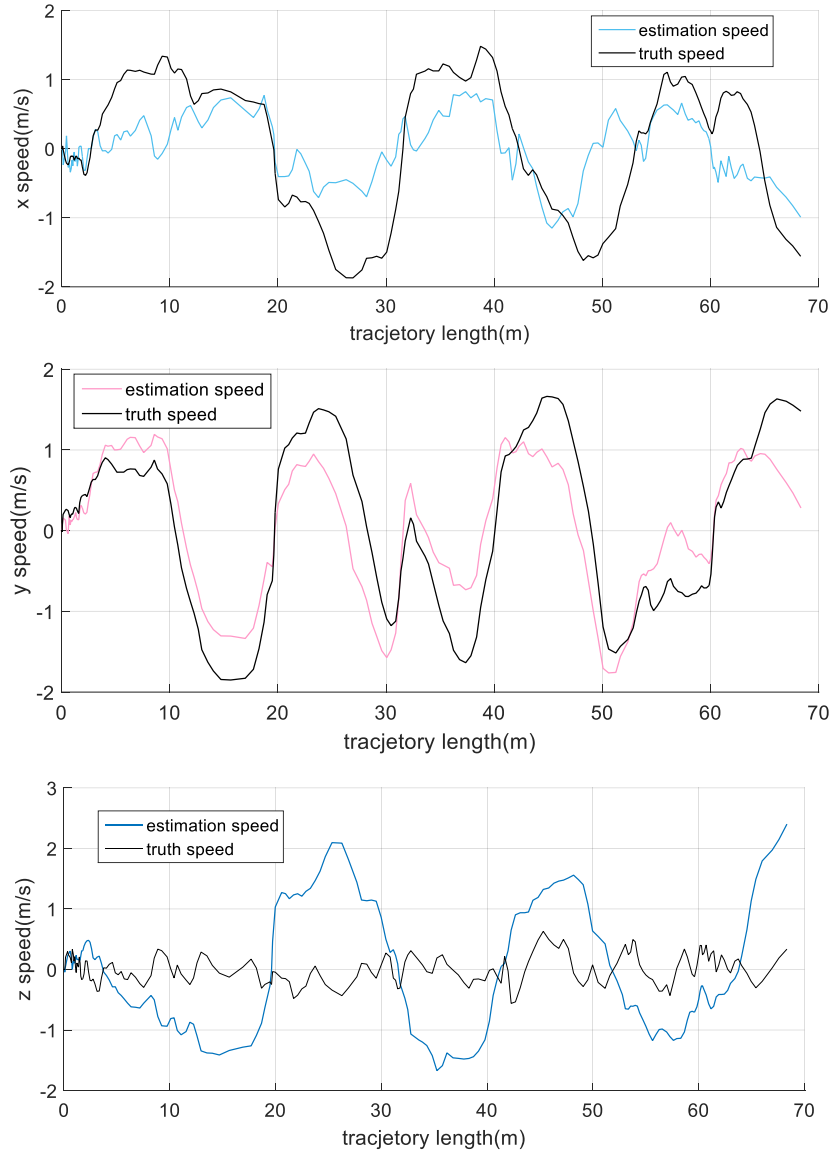 2
1
0
-1
-2
x speed(m/s)
estimation speed
truth speed
0 10 20 30 40 50 60 70
tracjetory length(m)
2
1
0
-1
-2
y speed(m/s)
estimation speed
truth speed
0 10 20 30 40 50 60 70
tracjetory length(m)
3
2
1
0
-1
-2
z speed(m/s)
estimation speed
truth speed
0 10 20 30 40 50 60 70
tracjetory length(m)